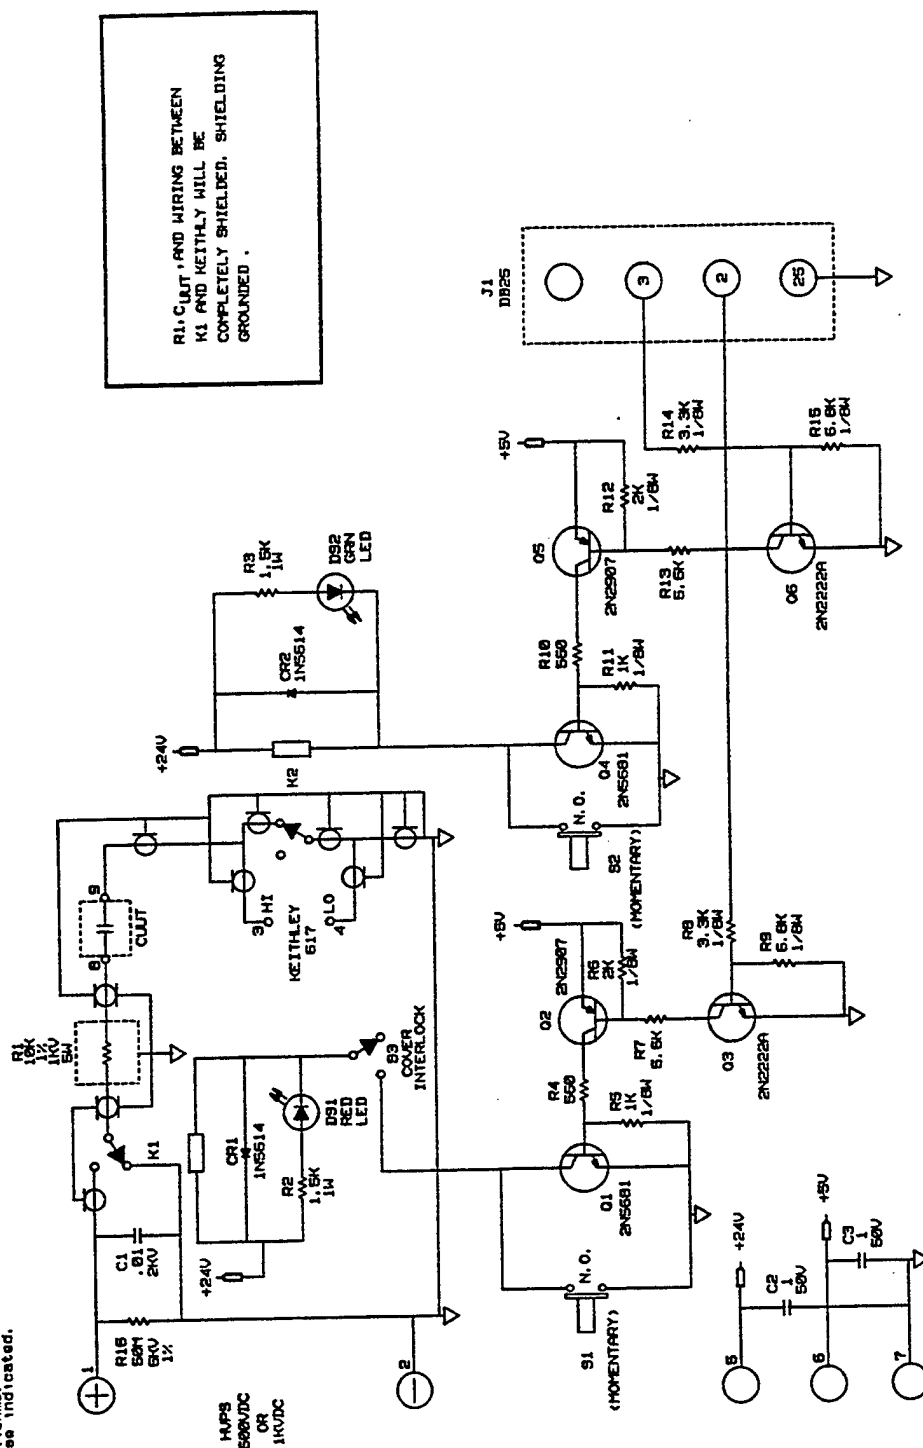 se indicated.
R1, CUUT, AND WIRING BETWEEN
K1 AND KEITHLY WILL BE
COMPLETELY SHIELDED. SHIELDING
GROUNDED .
1
2
HVPS
500VDC
OR
1KVDC
R16
50M
5KV
1%
C1
.01
2KV
K1
R1
10K
1%
1KV
5W
8
CUUT
9
3
HI
KEITHLEY
617
4
LO
+24V
CR1
1N5614
R2
1.5K
1W
DS1
RED
LED
S3
COVER
INTERLOCK
+24V
K2
CR2
1N5614
R3
1.5K
1W
DS2
GRN
LED
S1
(MOMENTARY)
N.O.
Q1
2N5681
R4
560
R5
1K
1/8W
Q2
2N2907
R6
2K
1/8W
+5V
R7
5.6K
Q3
2N2222A
R8
3.3K
1/8W
R9
6.8K
1/8W
S2
(MOMENTARY)
N.O.
Q4
2N5681
R10
560
R11
1K
1/8W
Q5
2N2907
R12
2K
1/8W
+5V
R13
5.6K
Q6
2N2222A
R14
3.3K
1/8W
R15
6.8K
1/8W
J1
DB25
3
2
25
5
+24V
C2
1
50V
6
+5V
C3
1
50V
7